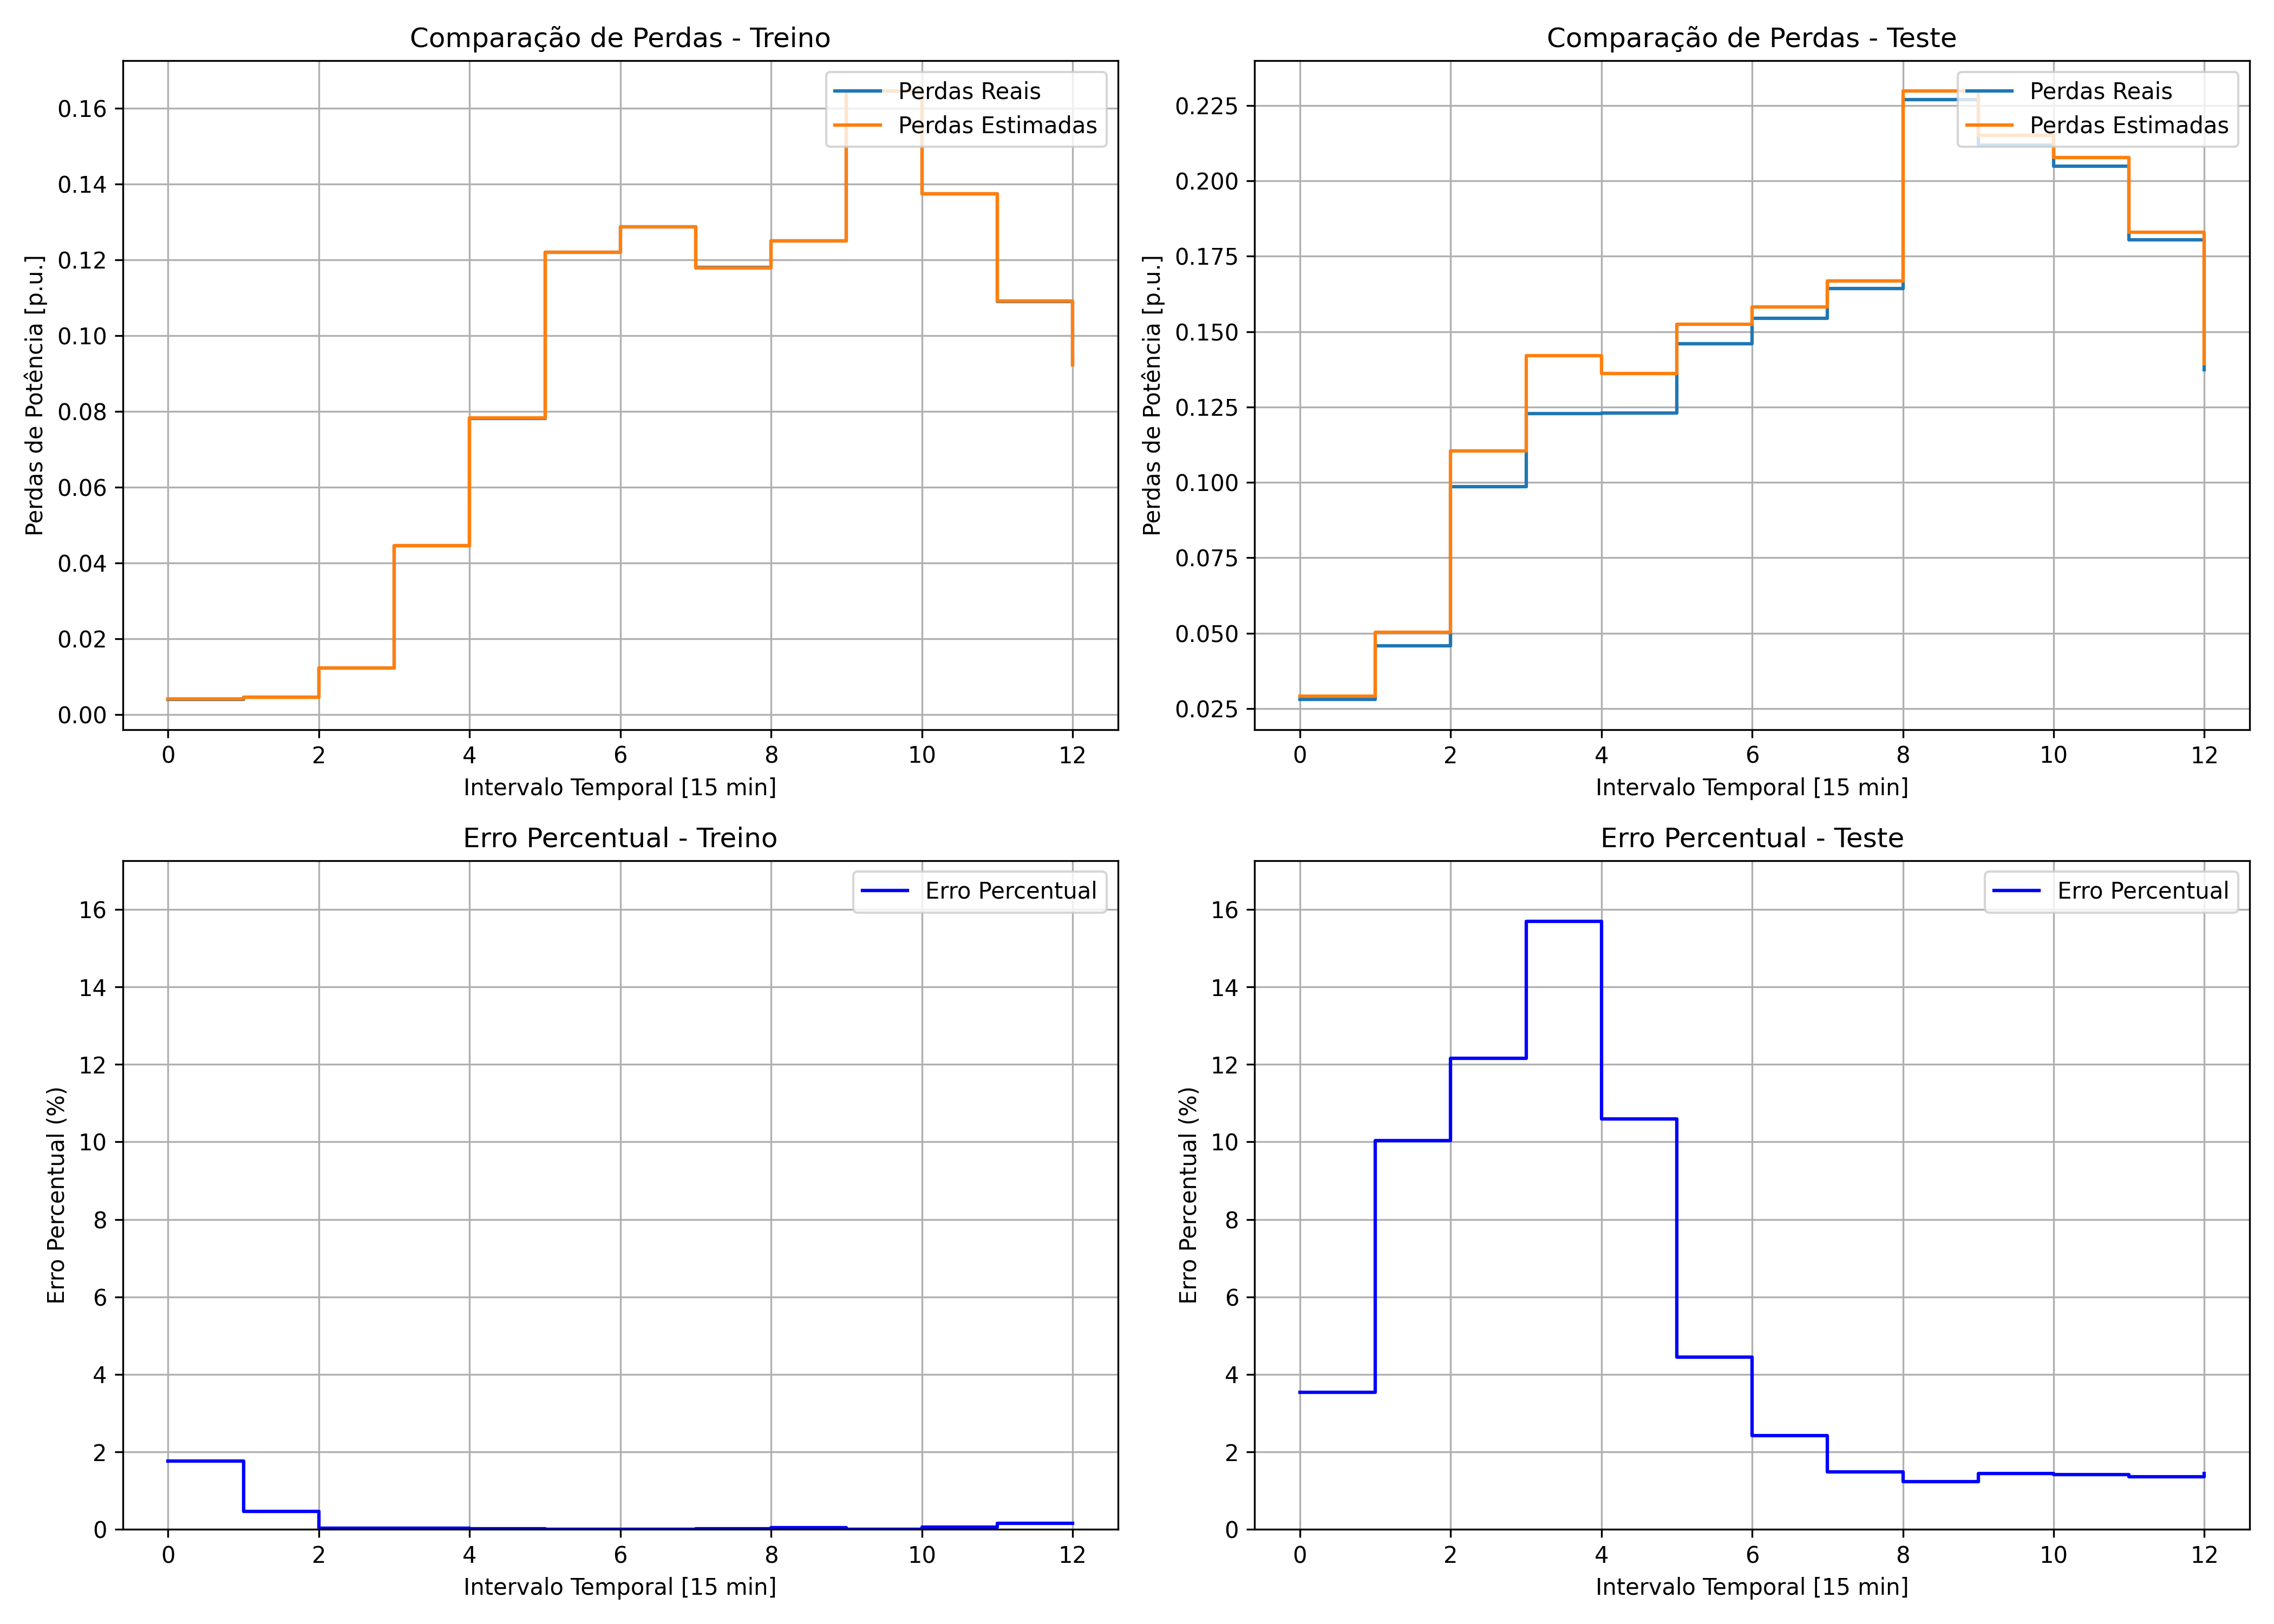 Comparação de Perdas - Treino
Perdas Reais
Perdas Estimadas
0.16
0.14
0.12
0.10
0.08
0.06
0.04
0.02
0.00
Perdas de Potência [p.u.]
0 2 4 6 8 10 12
Intervalo Temporal [15 min]
Comparação de Perdas - Teste
Perdas Reais
Perdas Estimadas
0.225
0.200
0.175
0.150
0.125
0.100
0.075
0.050
0.025
Perdas de Potência [p.u.]
0 2 4 6 8 10 12
Intervalo Temporal [15 min]
Erro Percentual - Treino
Erro Percentual
16
14
12
10
8
6
4
2
0
Erro Percentual (%)
0 2 4 6 8 10 12
Intervalo Temporal [15 min]
Erro Percentual - Teste
Erro Percentual
16
14
12
10
8
6
4
2
0
Erro Percentual (%)
0 2 4 6 8 10 12
Intervalo Temporal [15 min]